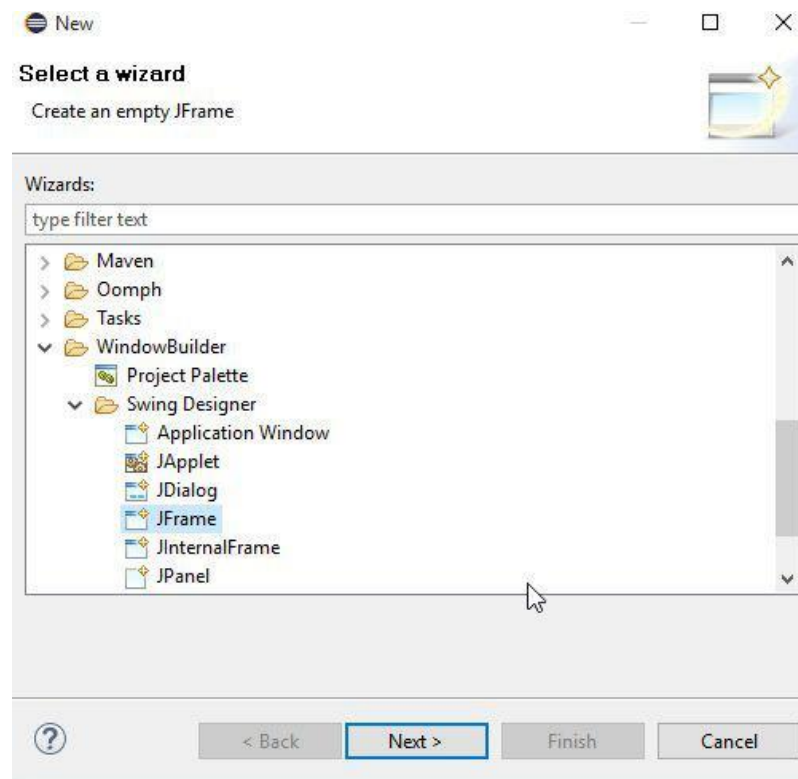 New
Select a wizard
Create an empty JFrame
Wizards:
type filter text
Maven
Oomph
Tasks
WindowBuilder
Project Palette
Swing Designer
Application Window
JApplet
JDialog
JFrame
JInternalFrame
JPanel
? < Back Next > Finish Cancel